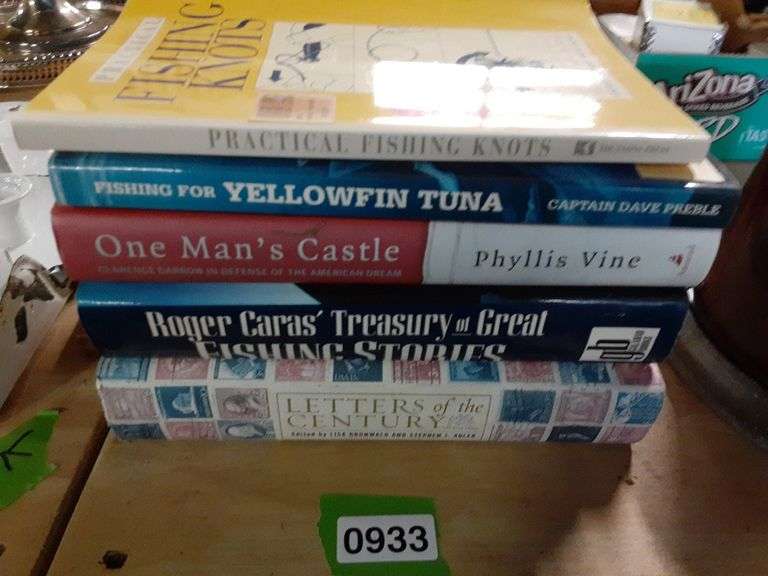 PRACTICAL
FISHING
KNOTS
PRACTICAL FISHING KNOTS
FISHING FOR YELLOWFIN TUNA CAPTAIN DAVE PREBLE
One Man's Castle Phyllis Vine
CLARENCE DARROW IN DEFENSE OF THE AMERICAN DREAM
Roger Caras' Treasury of Great
FISHING STORIES
LETTERS of the
CENTURY
Edited by LISA GRUNWALD AND STEPHEN J. ADLER
0933
ARIZONA